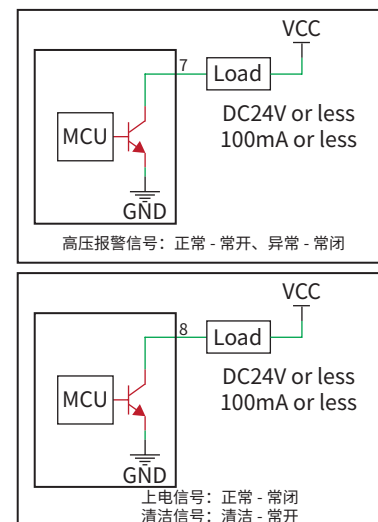 VCC
7
Load
DC24V or less
100mA or less
MCU
GND
高压报警信号：正常 - 常开、异常 - 常闭
VCC
8
Load
DC24V or less
100mA or less
MCU
GND
上电信号：正常 - 常闭
清洁信号：清洁 - 常开